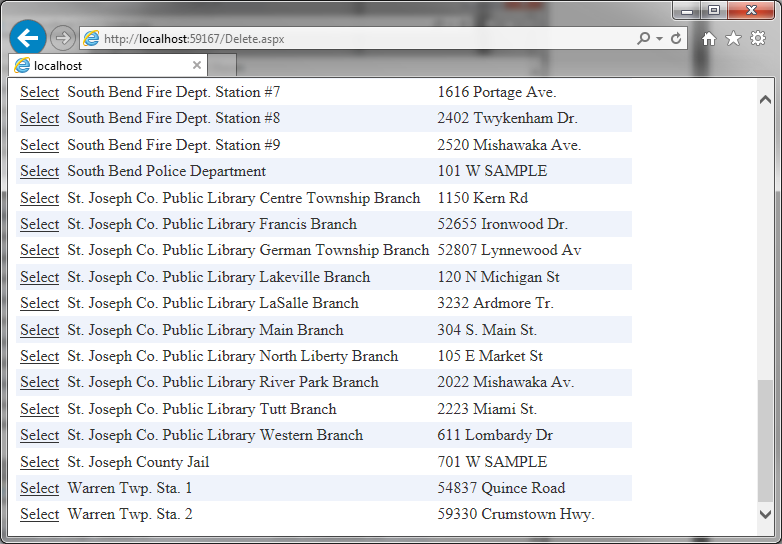 http://localhost:59167/Delete.aspx
localhost
Select South Bend Fire Dept. Station #7 1616 Portage Ave.
Select South Bend Fire Dept. Station #8 2402 Twykenham Dr.
Select South Bend Fire Dept. Station #9 2520 Mishawaka Ave.
Select South Bend Police Department 101 W SAMPLE
Select St. Joseph Co. Public Library Centre Township Branch 1150 Kern Rd
Select St. Joseph Co. Public Library Francis Branch 52655 Ironwood Dr.
Select St. Joseph Co. Public Library German Township Branch 52807 Lynnewood Av
Select St. Joseph Co. Public Library Lakeville Branch 120 N Michigan St
Select St. Joseph Co. Public Library LaSalle Branch 3232 Ardmore Tr.
Select St. Joseph Co. Public Library Main Branch 304 S. Main St.
Select St. Joseph Co. Public Library North Liberty Branch 105 E Market St
Select St. Joseph Co. Public Library River Park Branch 2022 Mishawaka Av.
Select St. Joseph Co. Public Library Tutt Branch 2223 Miami St.
Select St. Joseph Co. Public Library Western Branch 611 Lombardy Dr
Select St. Joseph County Jail 701 W SAMPLE
Select Warren Twp. Sta. 1 54837 Quince Road
Select Warren Twp. Sta. 2 59330 Crumstown Hwy.